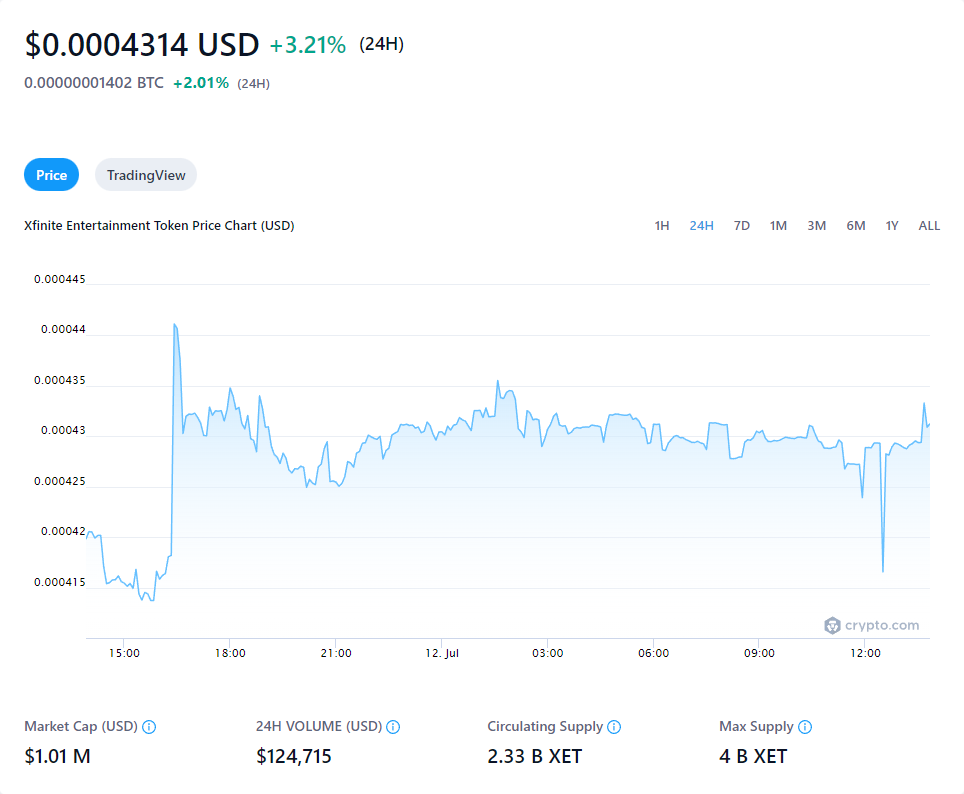 $0.0004314 USD +3.21% (24H)
0.00000001402 BTC +2.01% (24H)
Price TradingView
Xfinite Entertainment Token Price Chart (USD) 1H 24H 7D 1M 3M 6M 1Y ALL
0.000445
0.00044
0.000435
0.00043
0.000425
0.00042
0.000415
crypto.com
15:00 18:00 21:00 12. Jul 03:00 06:00 09:00 12:00
Market Cap (USD) 24H VOLUME (USD) Circulating Supply Max Supply
$1.01 M $124,715 2.33 B XET 4 B XET